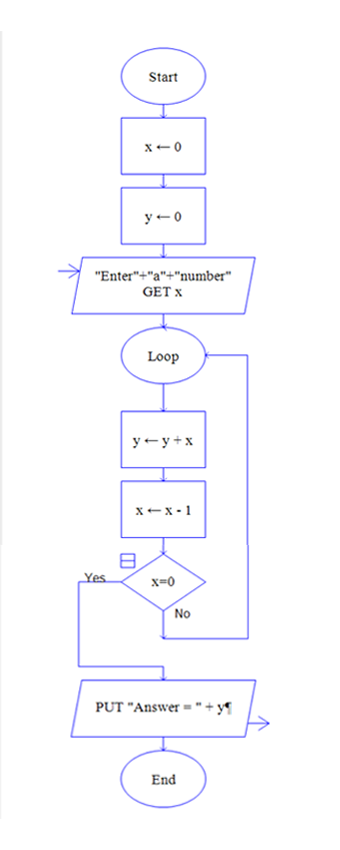 Start
x ← 0
y ← 0
"Enter"+"a"+"number"
GET x
Loop
y ← y + x
x ← x - 1
Yes
x=0
No
PUT "Answer = " + y¶
End